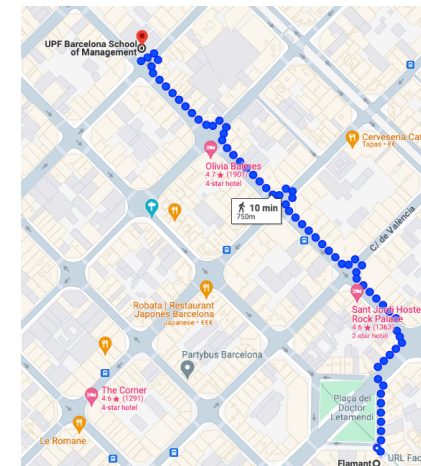 UPF Barcelona School
of Management
Cerveseria Cat
Tapas • €€
Olivia Balmes
4.7 ★ (1901)
4-star hotel
10 min
750m
C/ de València
Robata | Restaurant
Japonés Barcelona
Japanese • €€€
Sant Jordi Hoste
Rock Palace
4.6 ★ (1363)
2-star hotel
Partybus Barcelona
The Corner
4.6 ★ (1291)
4-star hotel
Plaça del
Doctor
Letamendi
Le Romane
URL Fac
Flamant